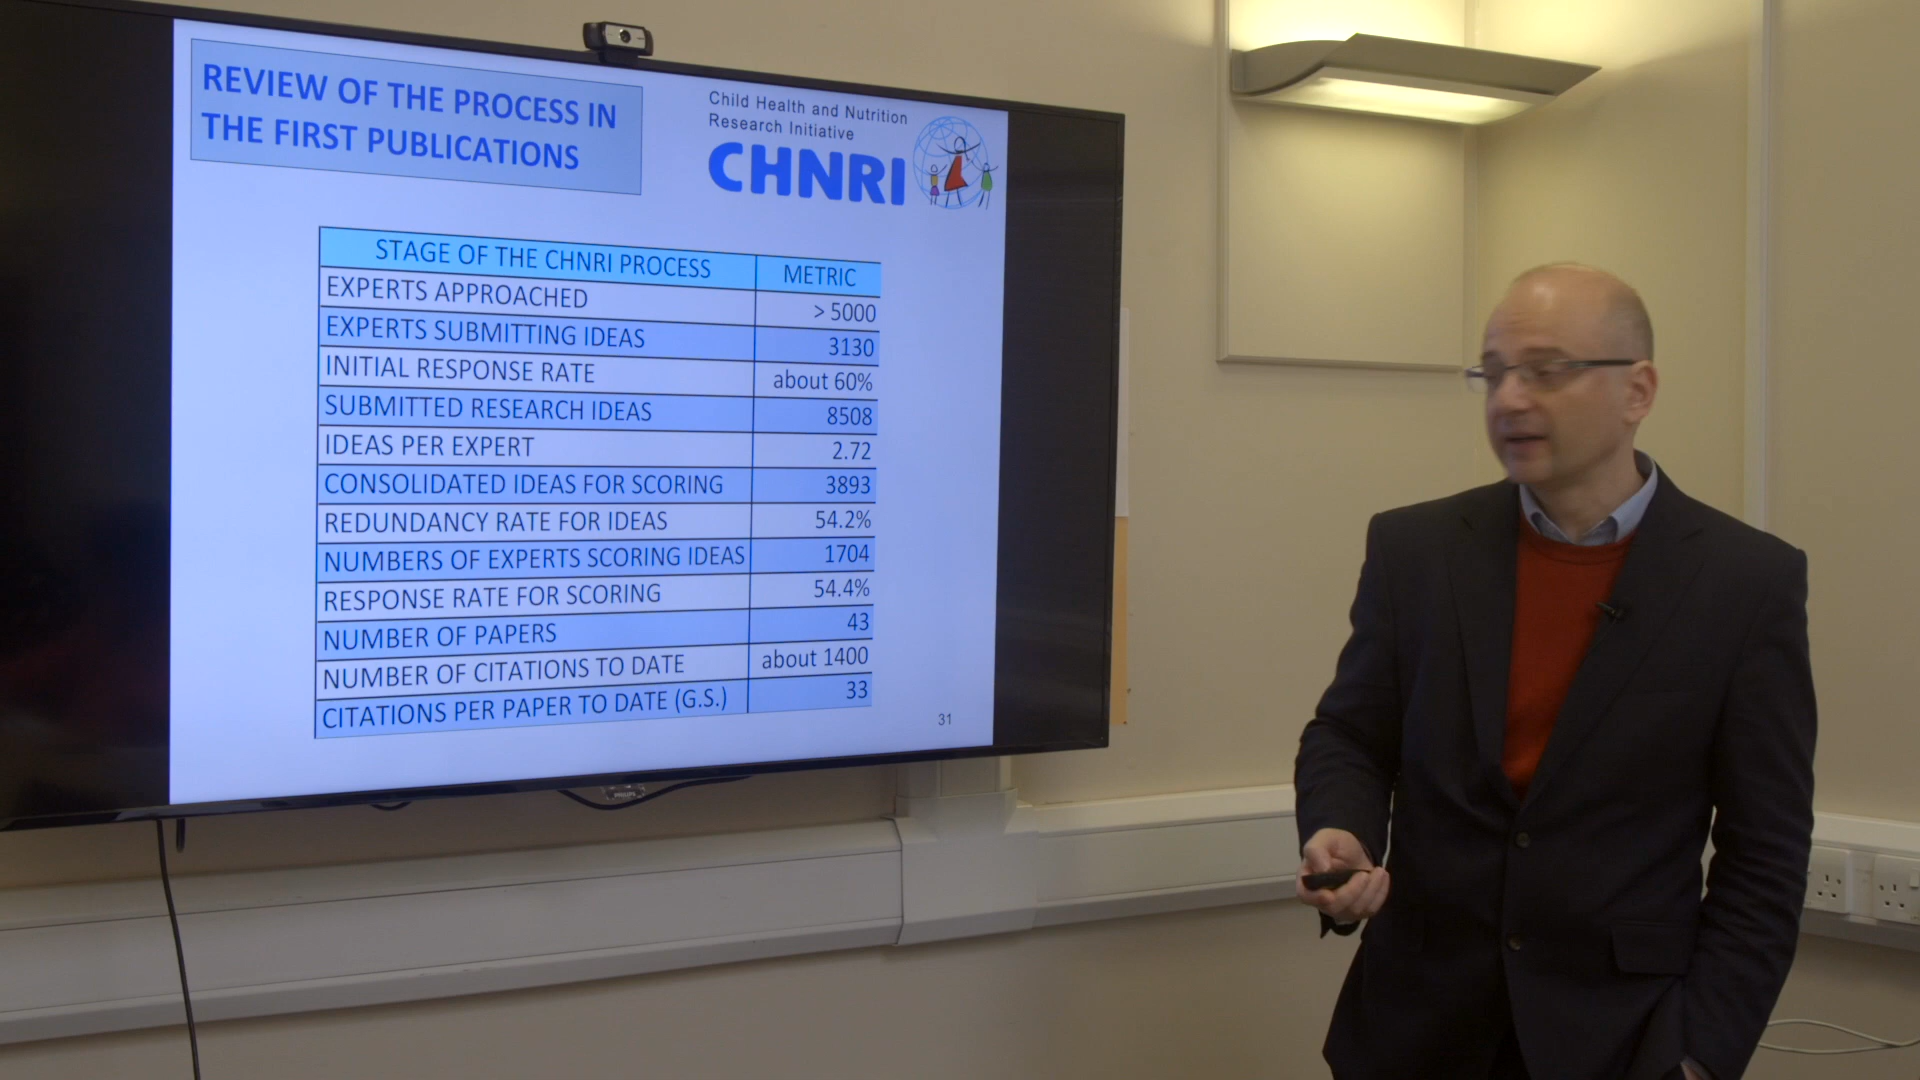 REVIEW OF THE PROCESS IN
THE FIRST PUBLICATIONS
Child Health and Nutrition
Research Initiative
CHNRI
STAGE OF THE CHNRI PROCESS METRIC
EXPERTS APPROACHED > 5000
EXPERTS SUBMITTING IDEAS 3130
INITIAL RESPONSE RATE about 60%
SUBMITTED RESEARCH IDEAS 8508
IDEAS PER EXPERT 2.72
CONSOLIDATED IDEAS FOR SCORING 3893
REDUNDANCY RATE FOR IDEAS 54.2%
NUMBERS OF EXPERTS SCORING IDEAS 1704
RESPONSE RATE FOR SCORING 54.4%
NUMBER OF PAPERS 43
NUMBER OF CITATIONS TO DATE about 1400
CITATIONS PER PAPER TO DATE (G.S.) 33
31